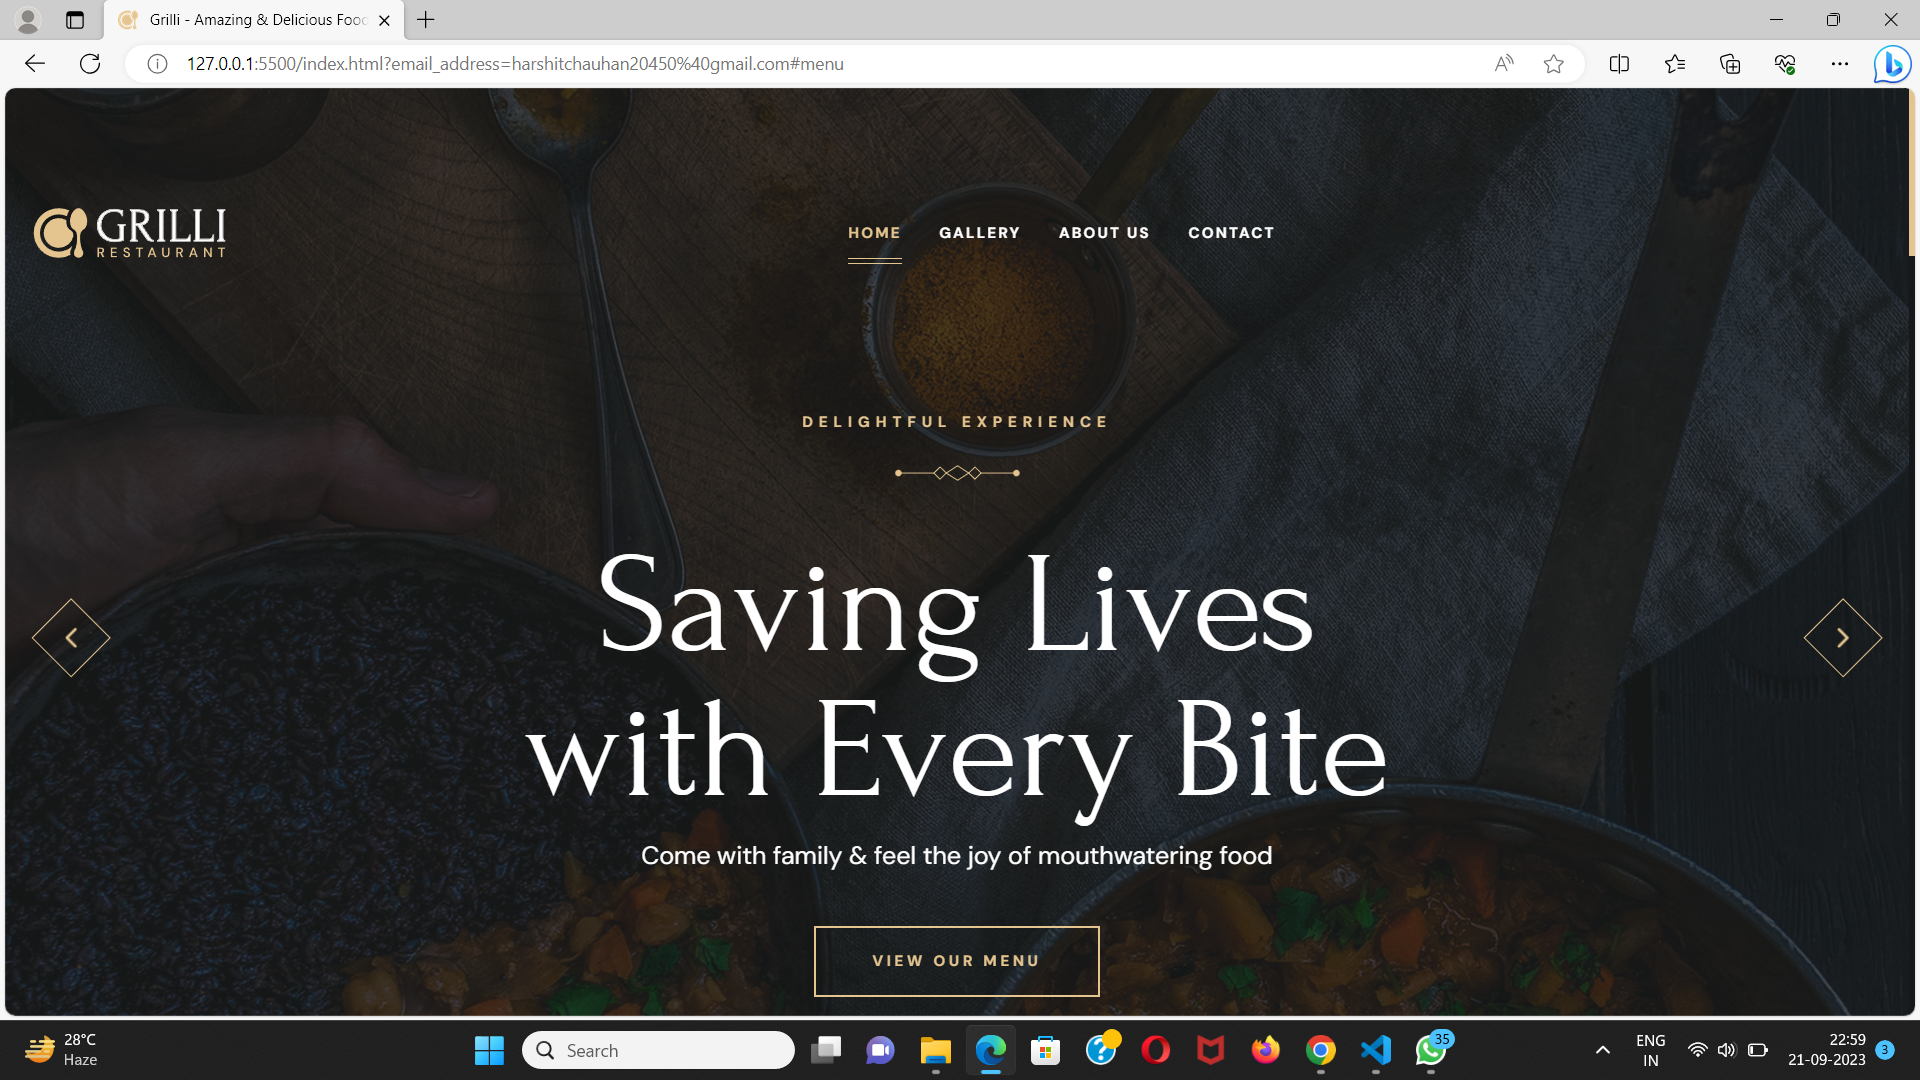 Grilli - Amazing & Delicious Food
127.0.0.1:5500/index.html?email_address=harshitchauhan20450%40gmail.com#menu
GRILLI
RESTAURANT
HOME GALLERY ABOUT US CONTACT
DELIGHTFUL EXPERIENCE
Saving Lives
with Every Bite
Come with family & feel the joy of mouthwatering food
VIEW OUR MENU
28°C
Haze
Search
35
ENG
IN
22:59
21-09-2023
3